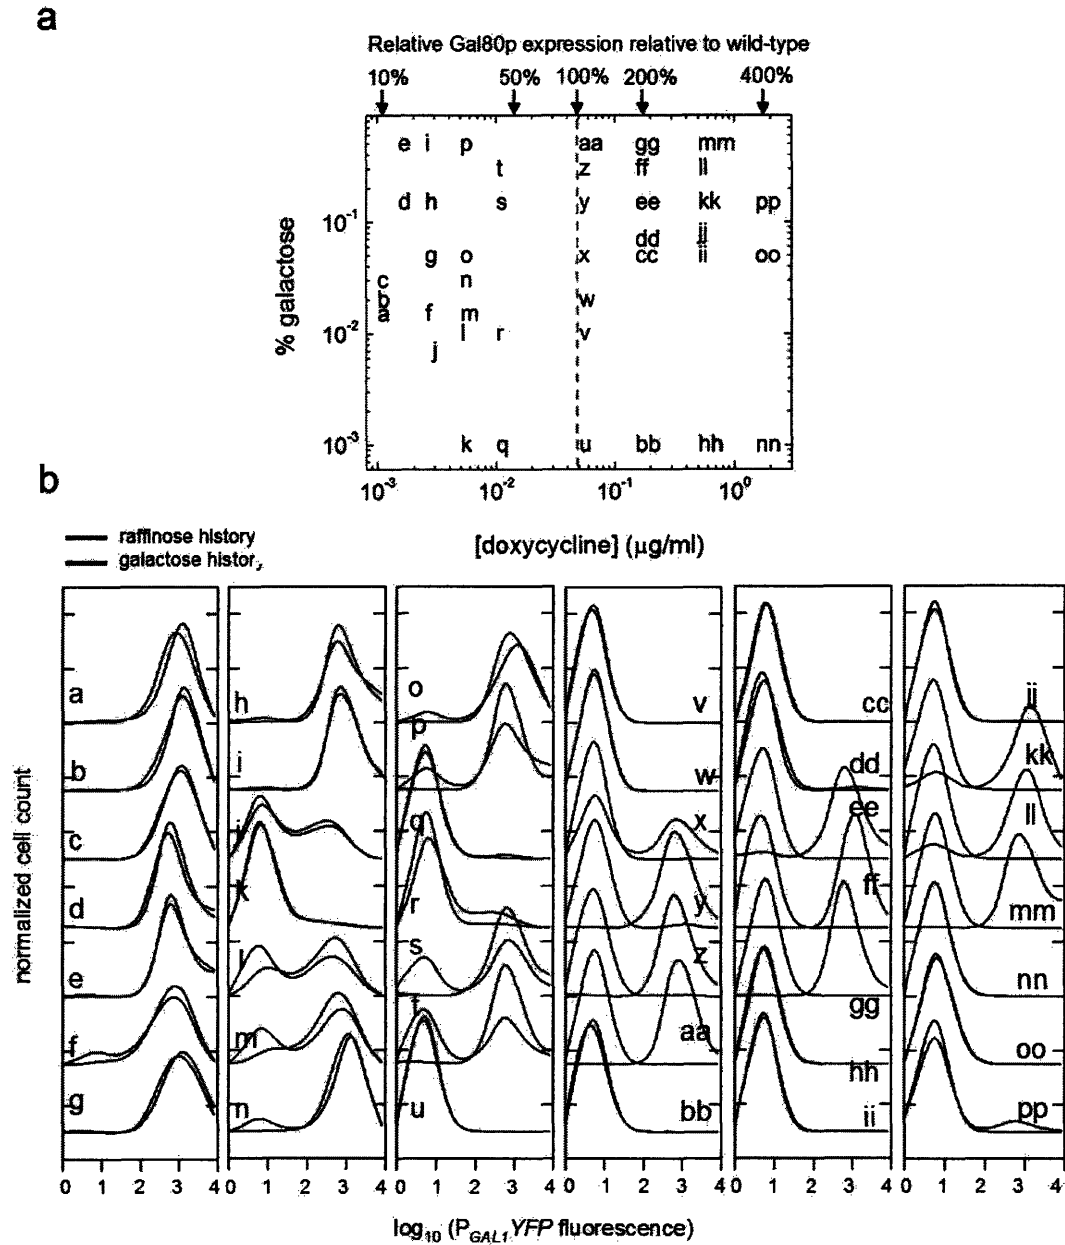 a
Relative Gal80p expression relative to wild-type
10% 50% 100% 200% 400%
e i p aa gg mm
t z ff ll
d h s y ee kk pp
dd jj
g o x cc ii oo
c n
b w
a f m
l r v
j
k q u bb hh nn
% galactose
10⁻¹
10⁻²
10⁻³
10⁻³ 10⁻² 10⁻¹ 10⁰
[doxycycline] (μg/ml)
b
raffinose history
galactose histor
normalized cell count
a
b
c
d
e
f
g
h
i
j
k
l
m
n
o
p
q
r
s
t
u
v
w
x
y
z
aa
bb
cc
dd
ee
ff
gg
hh
ii
jj
kk
ll
mm
nn
oo
pp
0 1 2 3 4 0 1 2 3 4 0 1 2 3 4 0 1 2 3 4 0 1 2 3 4 0 1 2 3 4
log₁₀ (P_GAL1YFP fluorescence)